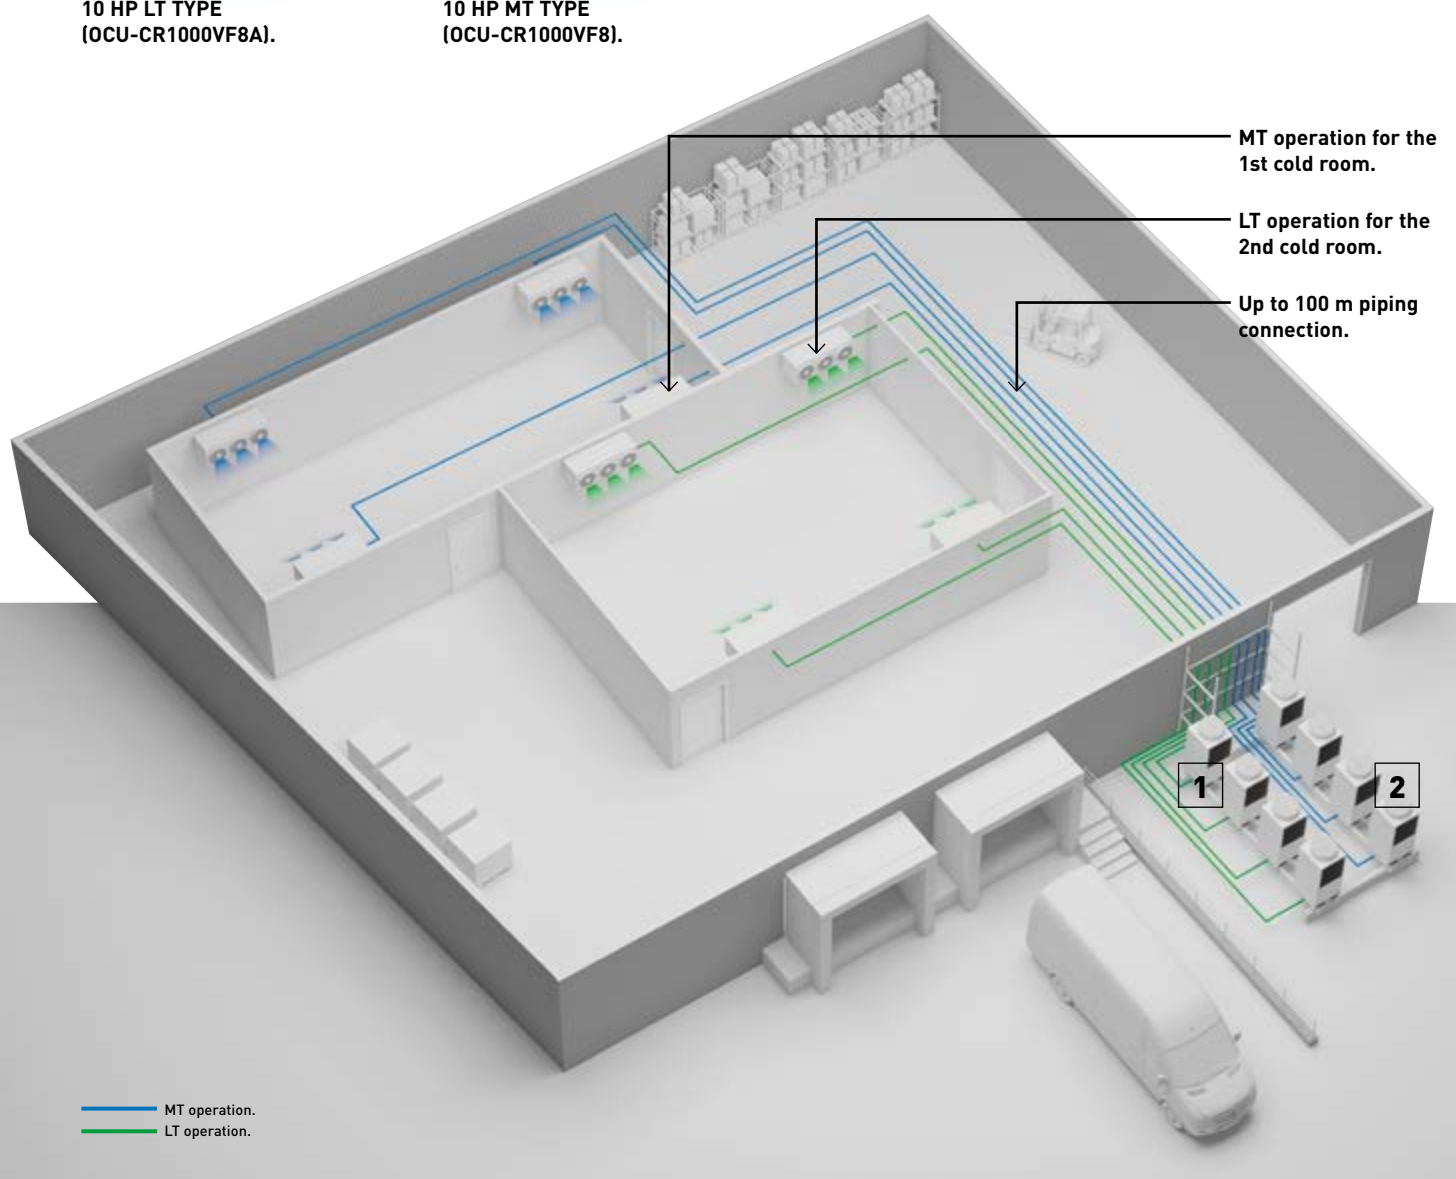 10 HP LT TYPE
(OCU-CR1000VF8A).
10 HP MT TYPE
(OCU-CR1000VF8).
MT operation for the
1st cold room.
LT operation for the
2nd cold room.
Up to 100 m piping
connection.
1
2
MT operation.
LT operation.